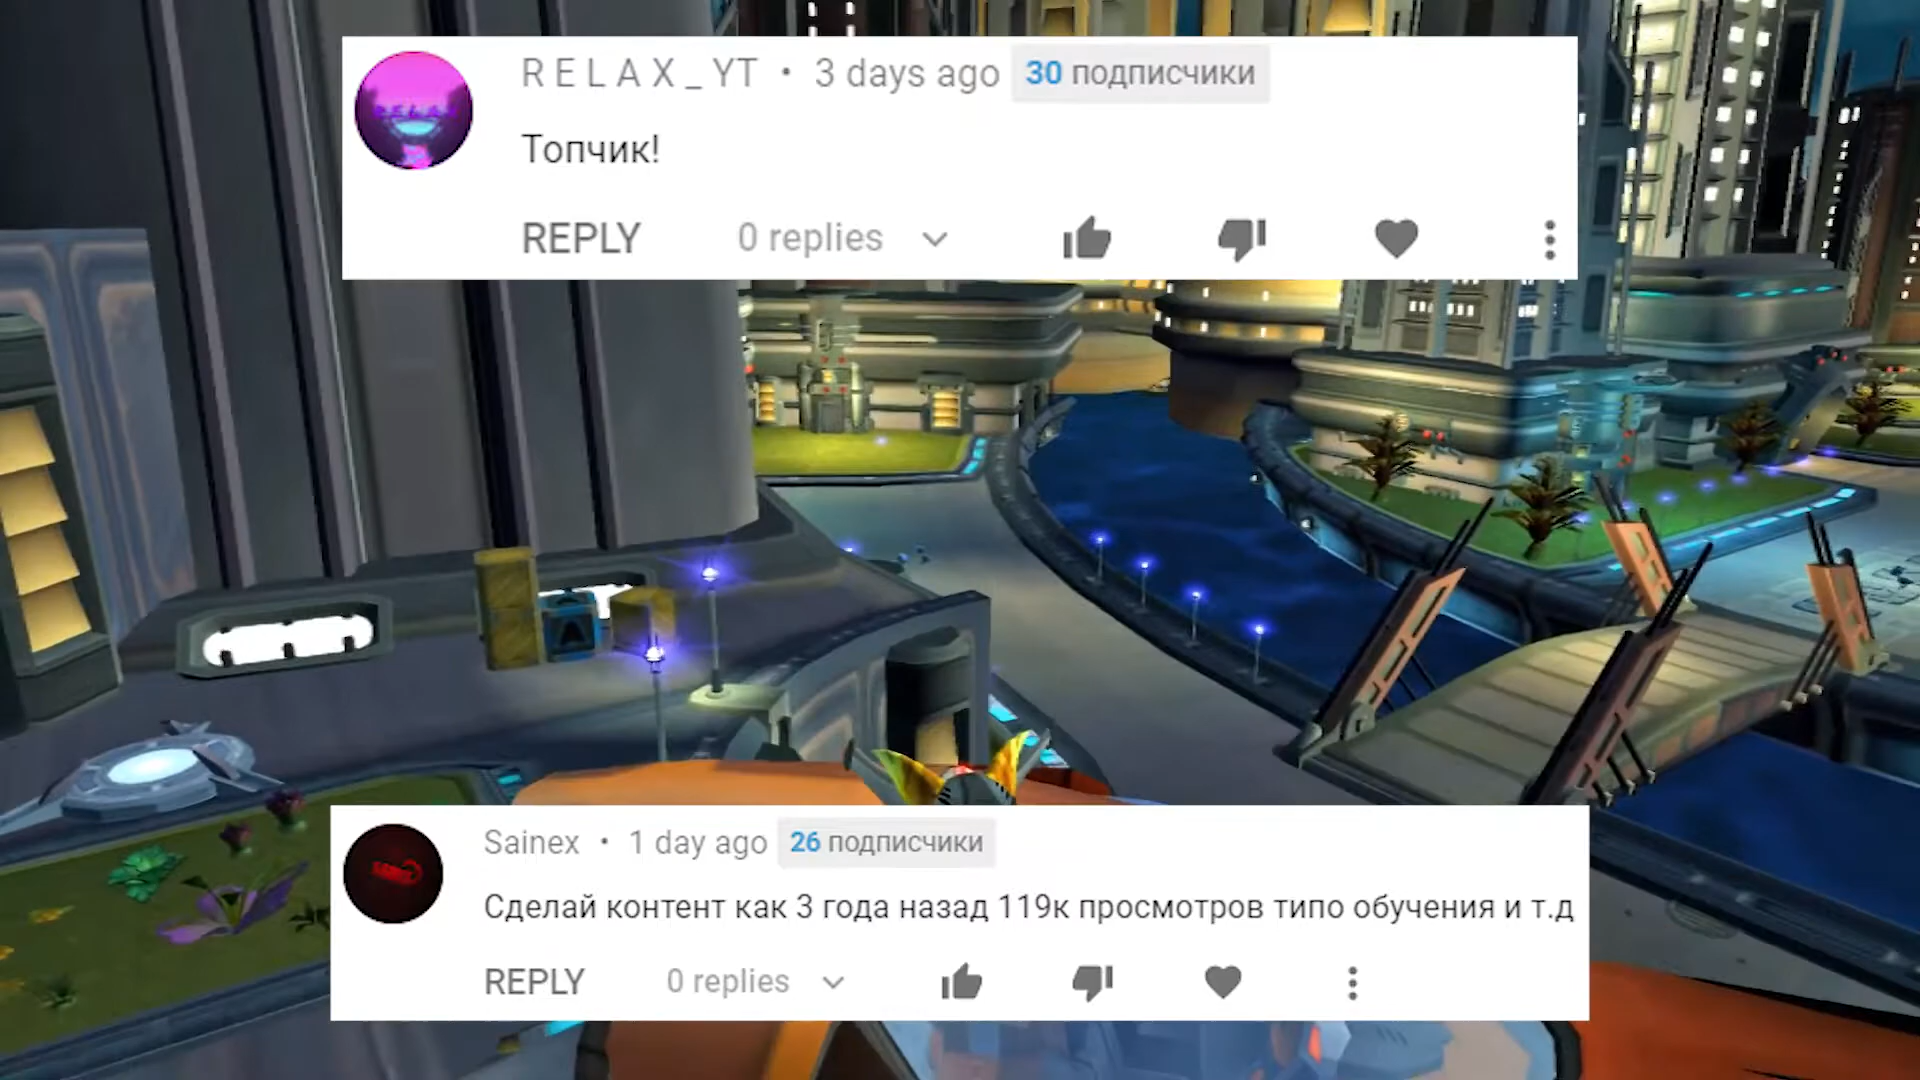 R E L A X _ YT • 3 days ago 30 подписчики
Топчик!
REPLY 0 replies
Sainex • 1 day ago 26 подписчики
Сделай контент как 3 года назад 119к просмотров типо обучения и т.д
REPLY 0 replies